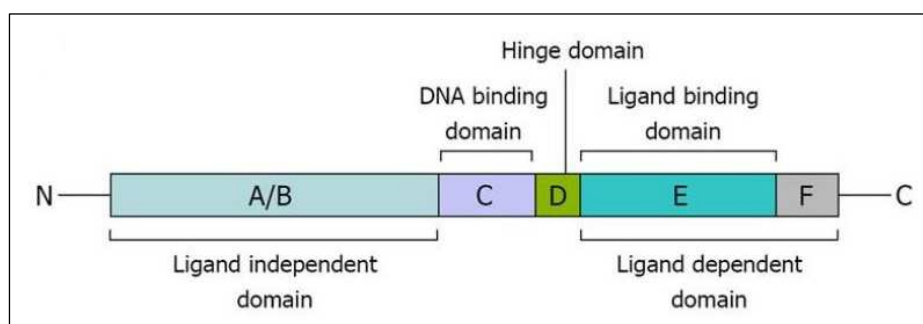 Hinge domain
DNA binding
domain
Ligand binding
domain
N
A/B
C
D
E
F
C
Ligand independent
domain
Ligand dependent
domain